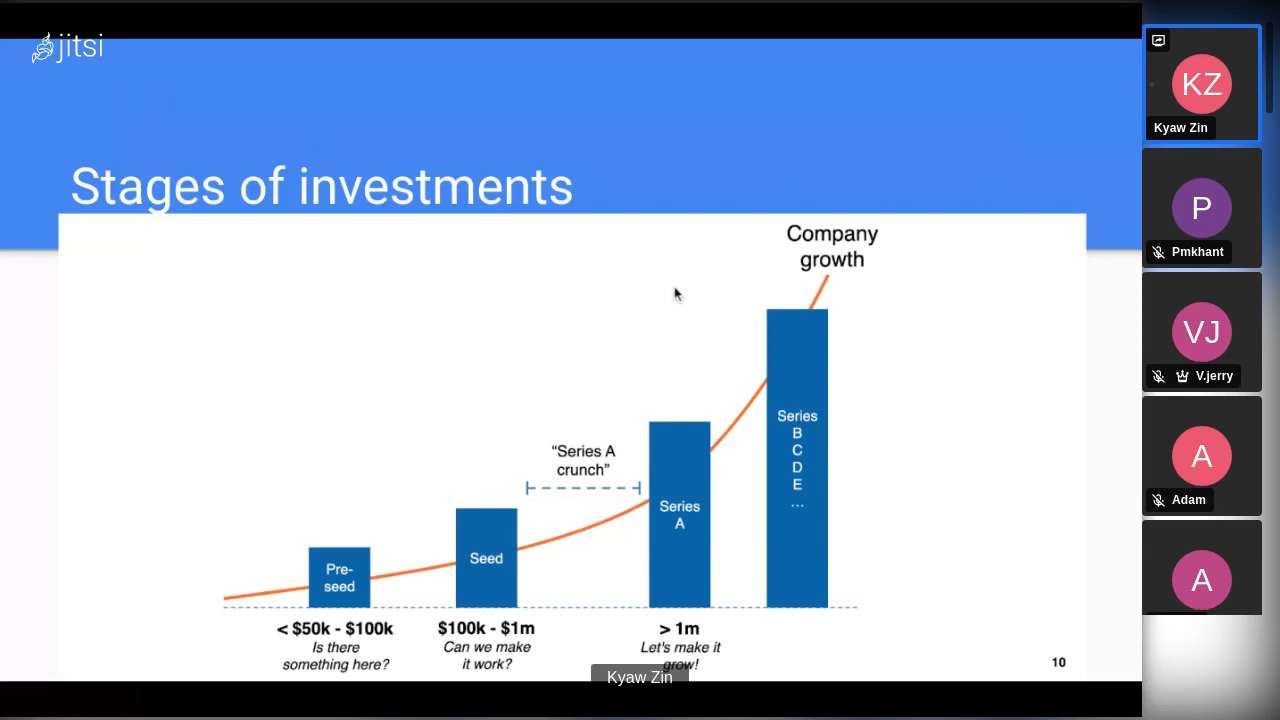 jitsi
Stages of investments
Company
growth
Series
B
C
D
E
...
“Series A
crunch”
Series
A
Seed
Pre-
seed
< $50k - $100k
Is there
something here?
$100k - $1m
Can we make
it work?
> 1m
Let's make it
grow!
10
Kyaw Zin
KZ
Kyaw Zin
P
Pmkhant
VJ
V.jerry
A
Adam
A